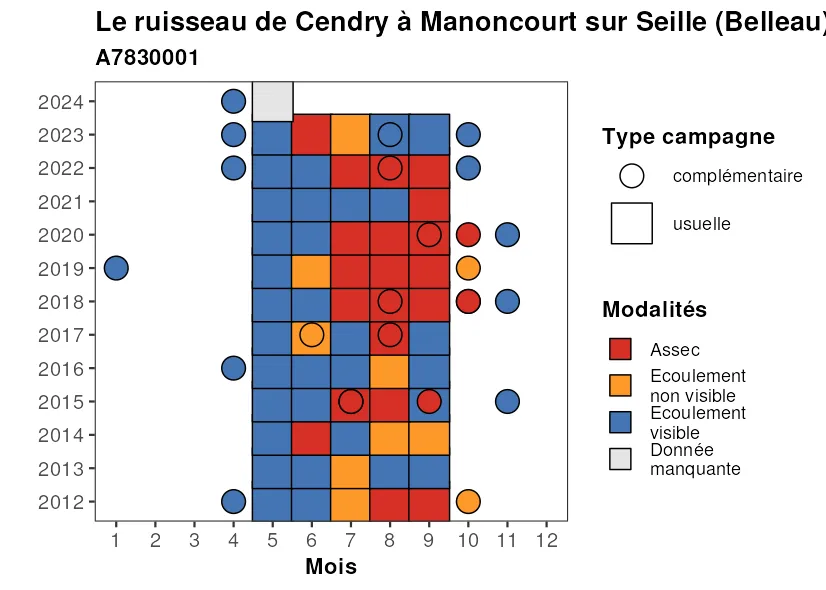 Le ruisseau de Cendry à Manoncourt sur Seille (Belleau)
A7830001
2024
2023
2022
2021
2020
2019
2018
2017
2016
2015
2014
2013
2012
1 2 3 4 5 6 7 8 9 10 11 12
Mois
Type campagne
complémentaire
usuelle
Modalités
Assec
Ecoulement
non visible
Ecoulement
visible
Donnée
manquante